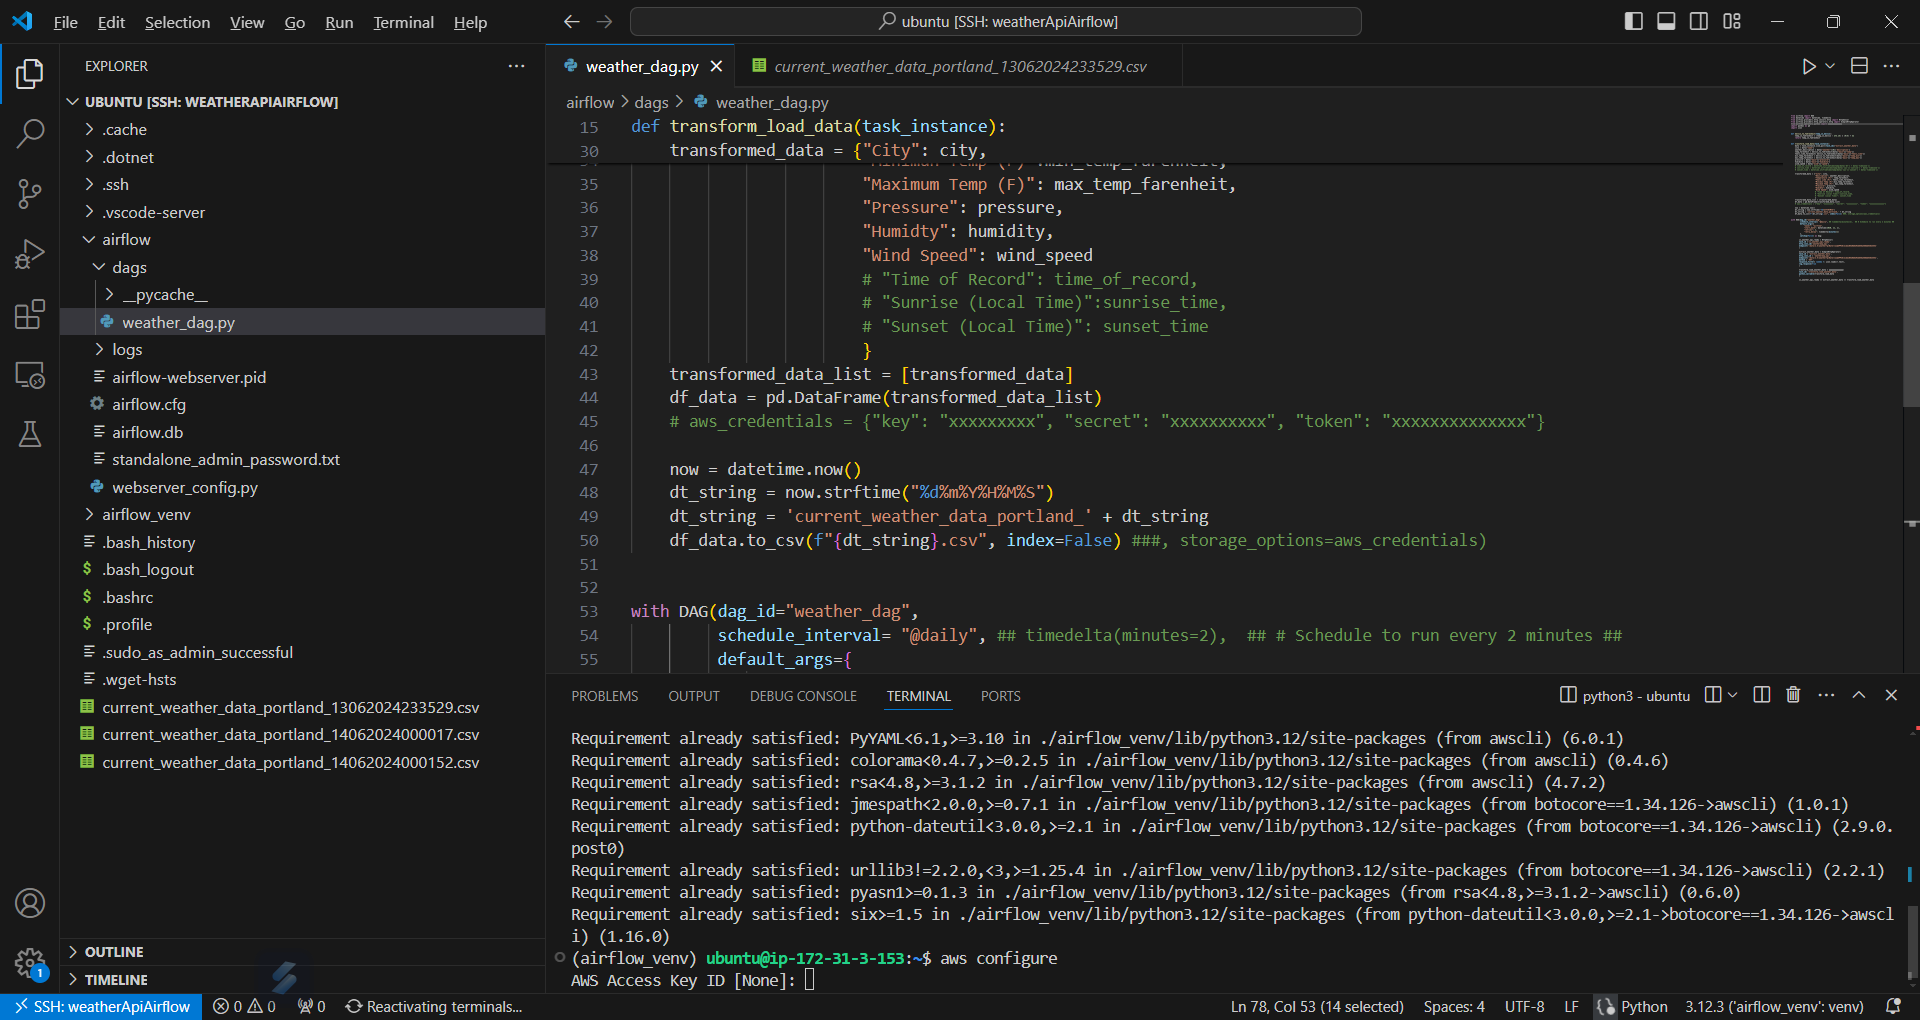 File Edit Selection View Go Run Terminal Help
ubuntu [SSH: weatherApiAirflow]
EXPLORER
UBUNTU [SSH: WEATHERAPIAIRFLOW]
.cache
.dotnet
.ssh
.vscode-server
airflow
dags
__pycache__
weather_dag.py
logs
airflow-webserver.pid
airflow.cfg
airflow.db
standalone_admin_password.txt
webserver_config.py
airflow_venv
.bash_history
.bash_logout
.bashrc
.profile
.sudo_as_admin_successful
.wget-hsts
current_weather_data_portland_13062024233529.csv
current_weather_data_portland_14062024000017.csv
current_weather_data_portland_14062024000152.csv
OUTLINE
TIMELINE
weather_dag.py current_weather_data_portland_13062024233529.csv
airflow > dags > weather_dag.py
15 def transform_load_data(task_instance):
30 transformed_data = {"City": city,
35 "Maximum Temp (F)": max_temp_farenheit,
36 "Pressure": pressure,
37 "Humidty": humidity,
38 "Wind Speed": wind_speed
39 # "Time of Record": time_of_record,
40 # "Sunrise (Local Time)":sunrise_time,
41 # "Sunset (Local Time)": sunset_time
42 }
43 transformed_data_list = [transformed_data]
44 df_data = pd.DataFrame(transformed_data_list)
45 # aws_credentials = {"key": "xxxxxxxxx", "secret": "xxxxxxxxxx", "token": "xxxxxxxxxxxxxx"}
46
47 now = datetime.now()
48 dt_string = now.strftime("%d%m%Y%H%M%S")
49 dt_string = 'current_weather_data_portland_' + dt_string
50 df_data.to_csv(f"{dt_string}.csv", index=False) ###, storage_options=aws_credentials)
51
52
53 with DAG(dag_id="weather_dag",
54 schedule_interval= "@daily", ## timedelta(minutes=2), ## # Schedule to run every 2 minutes ##
55 default_args={
PROBLEMS OUTPUT DEBUG CONSOLE TERMINAL PORTS
python3 - ubuntu
Requirement already satisfied: PyYAML<6.1,>=3.10 in ./airflow_venv/lib/python3.12/site-packages (from awscli) (6.0.1)
Requirement already satisfied: colorama<0.4.7,>=0.2.5 in ./airflow_venv/lib/python3.12/site-packages (from awscli) (0.4.6)
Requirement already satisfied: rsa<4.8,>=3.1.2 in ./airflow_venv/lib/python3.12/site-packages (from awscli) (4.7.2)
Requirement already satisfied: jmespath<2.0.0,>=0.7.1 in ./airflow_venv/lib/python3.12/site-packages (from botocore==1.34.126->awscli) (1.0.1)
Requirement already satisfied: python-dateutil<3.0.0,>=2.1 in ./airflow_venv/lib/python3.12/site-packages (from botocore==1.34.126->awscli) (2.9.0.
post0)
Requirement already satisfied: urllib3!=2.2.0,<3,>=1.25.4 in ./airflow_venv/lib/python3.12/site-packages (from botocore==1.34.126->awscli) (2.2.1)
Requirement already satisfied: pyasn1>=0.1.3 in ./airflow_venv/lib/python3.12/site-packages (from rsa<4.8,>=3.1.2->awscli) (0.6.0)
Requirement already satisfied: six>=1.5 in ./airflow_venv/lib/python3.12/site-packages (from python-dateutil<3.0.0,>=2.1->botocore==1.34.126->awscl
i) (1.16.0)
(airflow_venv) ubuntu@ip-172-31-3-153:~$ aws configure
AWS Access Key ID [None]:
1
SSH: weatherApiAirflow 0 0 0 Reactivating terminals... Ln 78, Col 53 (14 selected) Spaces: 4 UTF-8 LF Python 3.12.3 ('airflow_venv': venv)